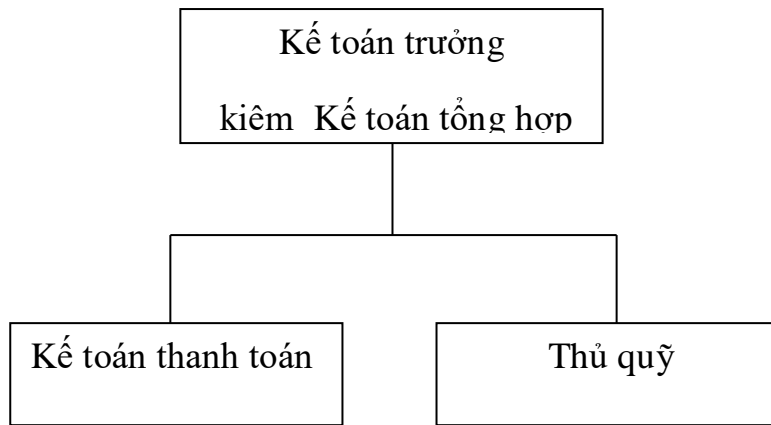 Kế toán trưởng
kiêm Kế toán tổng hợp
Kế toán thanh toán
Thủ quỹ